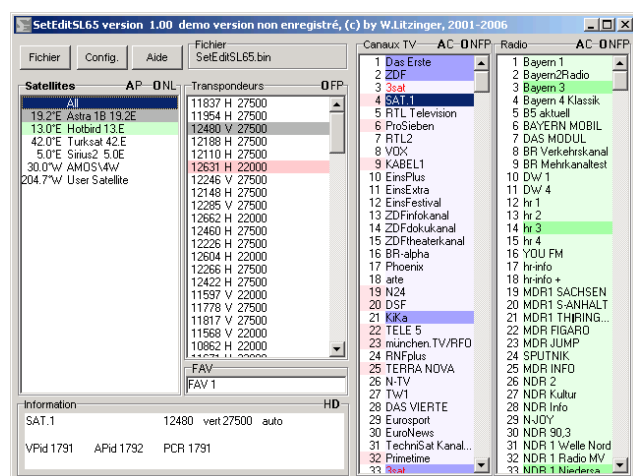 SetEditSL65 version 1.00 demo version non enregistré, (c) by W.Litzinger, 2001-2006
Fichier
Config.
Aide
Fichier
SetEditSL65.bin
Satellites AP ONL
All
19.2°E Astra 1B 19.2E
13.0°E Hotbird 13.E
42.0°E Turksat 42.E
5.0°E Sirius2 5.0E
30.0°W AMOS\4W
204.7°W User Satellite
Transpondeurs OFP
11837 H 27500
11954 H 27500
12480 V 27500
12188 H 27500
12110 H 27500
12631 H 22000
12246 V 27500
12148 H 27500
12285 V 27500
12662 H 22000
12460 H 27500
12226 H 27500
12604 H 22000
12266 H 27500
12422 H 27500
11597 V 22000
11778 V 27500
11817 V 27500
11568 V 22000
10862 H 22000
11671 H 22000
FAV
FAV 1
Information HD
SAT.1 12480 vert 27500 auto
VPid 1791 APid 1792 PCR 1791
Canaux TV AC-ONFP
1 Das Erste
2 ZDF
3 3sat
4 SAT.1
5 RTL Television
6 ProSieben
7 RTL2
8 VOX
9 KABEL1
10 EinsPlus
11 EinsExtra
12 EinsFestival
13 ZDFinfokanal
14 ZDFdokukanal
15 ZDFtheaterkanal
16 BR-alpha
17 Phoenix
18 arte
19 N24
20 DSF
21 KiKa
22 TELE 5
23 münchen.TV/RFO
24 RNFplus
25 TERRA NOVA
26 N-TV
27 TW1
28 DAS VIERTE
29 Eurosport
30 EuroNews
31 TechniSat Kanal...
32 Primetime
33 3sat
Radio AC-ONFP
1 Bayern 1
2 Bayern2Radio
3 Bayern 3
4 Bayern 4 Klassik
5 B5 aktuell
6 BAYERN MOBIL
7 DAS MODUL
8 BR Verkehrskanal
9 BR Mehrkanaltest
10 DW 1
11 DW 4
12 hr 1
13 hr 2
14 hr 3
15 hr 4
16 YOU FM
17 hr-info
18 hr-info +
19 MDR1 SACHSEN
20 MDR1 S-ANHALT
21 MDR1 THÜRING...
22 MDR FIGARO
23 MDR JUMP
24 SPUTNIK
25 MDR INFO
26 NDR 2
27 NDR Kultur
28 NDR Info
29 N-JOY
30 NDR 90,3
31 NDR 1 Welle Nord
32 NDR 1 Radio MV
33 NDR 1 Niedersa